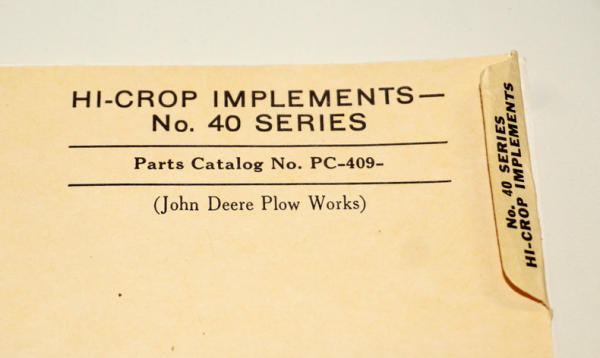 HI-CROP IMPLEMENTS—
No. 40 SERIES
Parts Catalog No. PC-409-
(John Deere Plow Works)
No. 40 SERIES
HI-CROP IMPLEMENTS